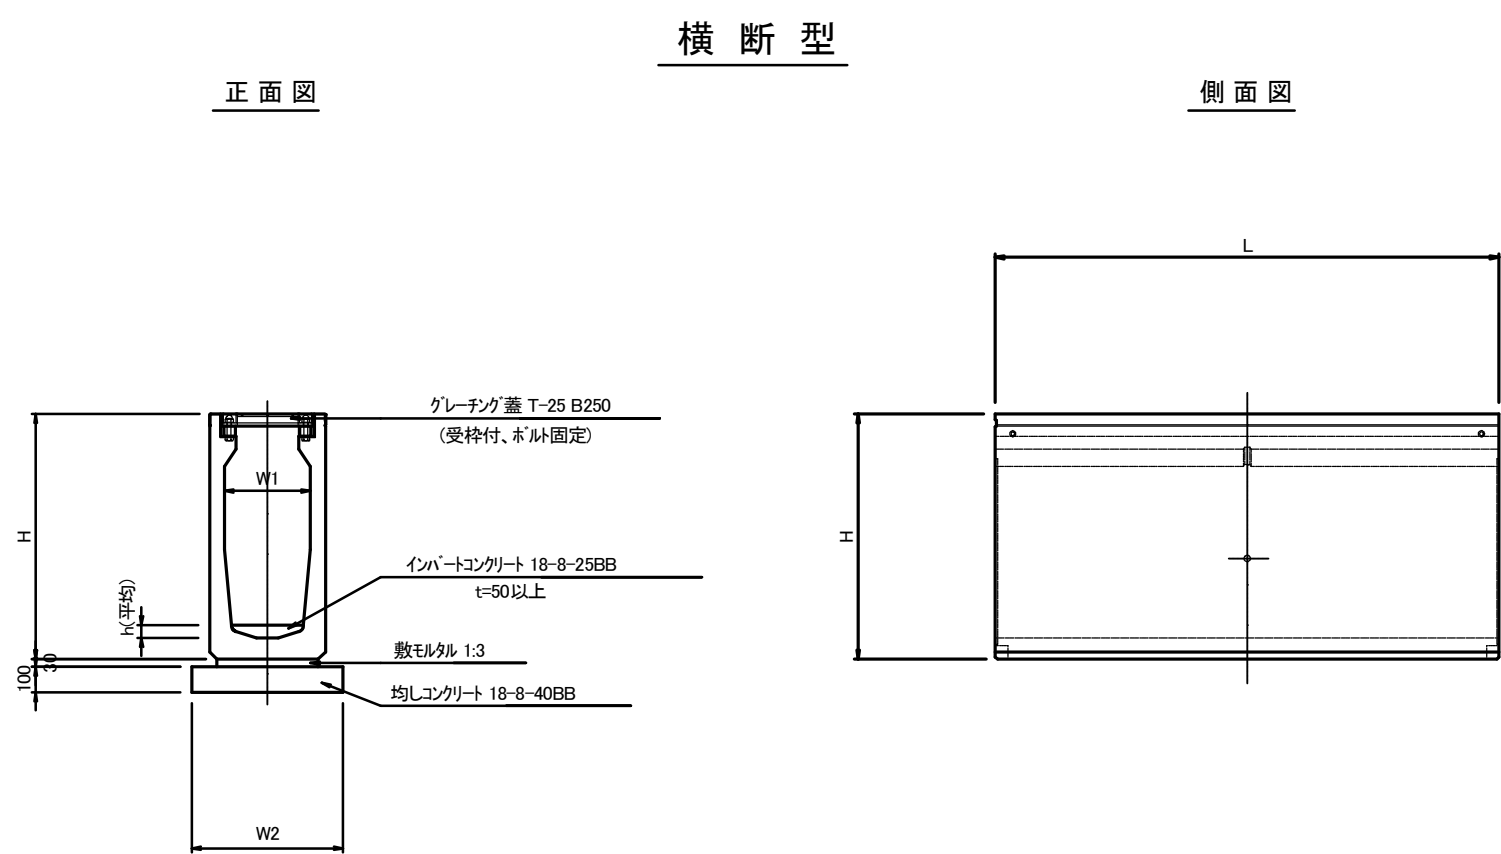 横断型
正面図
側面図
L
グレーチング蓋 T-25 B250
(受枠付、ボルト固定)
W1
H
H
インバートコンクリート 18-8-25BB
t=50以上
h(平均)
敷モルタル 1:3
30
100
均しコンクリート 18-8-40BB
W2